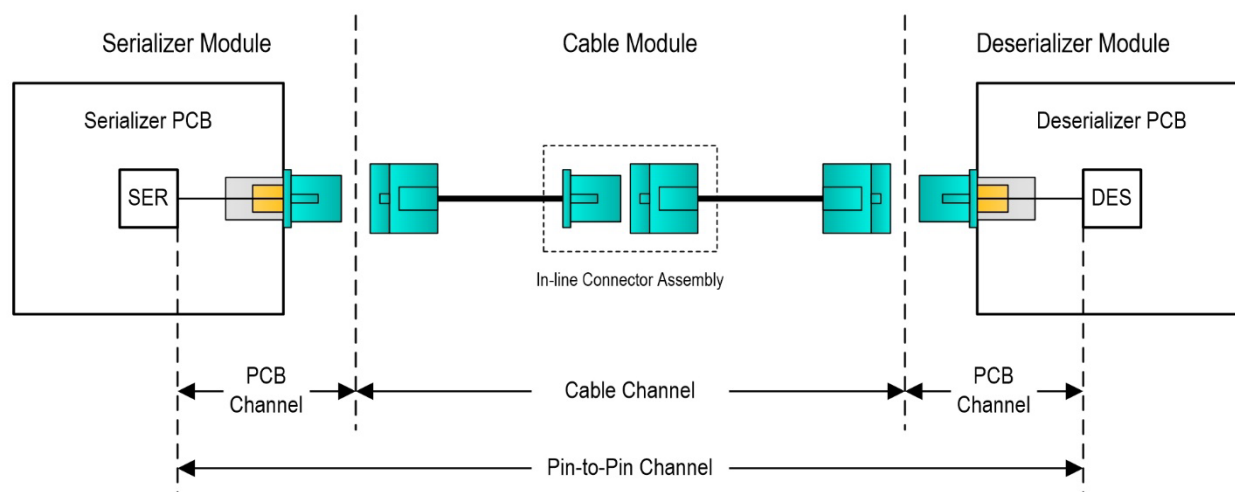 Serializer Module
Cable Module
Deserializer Module
Serializer PCB
Deserializer PCB
SER
DES
In-line Connector Assembly
PCB
Channel
Cable Channel
PCB
Channel
Pin-to-Pin Channel